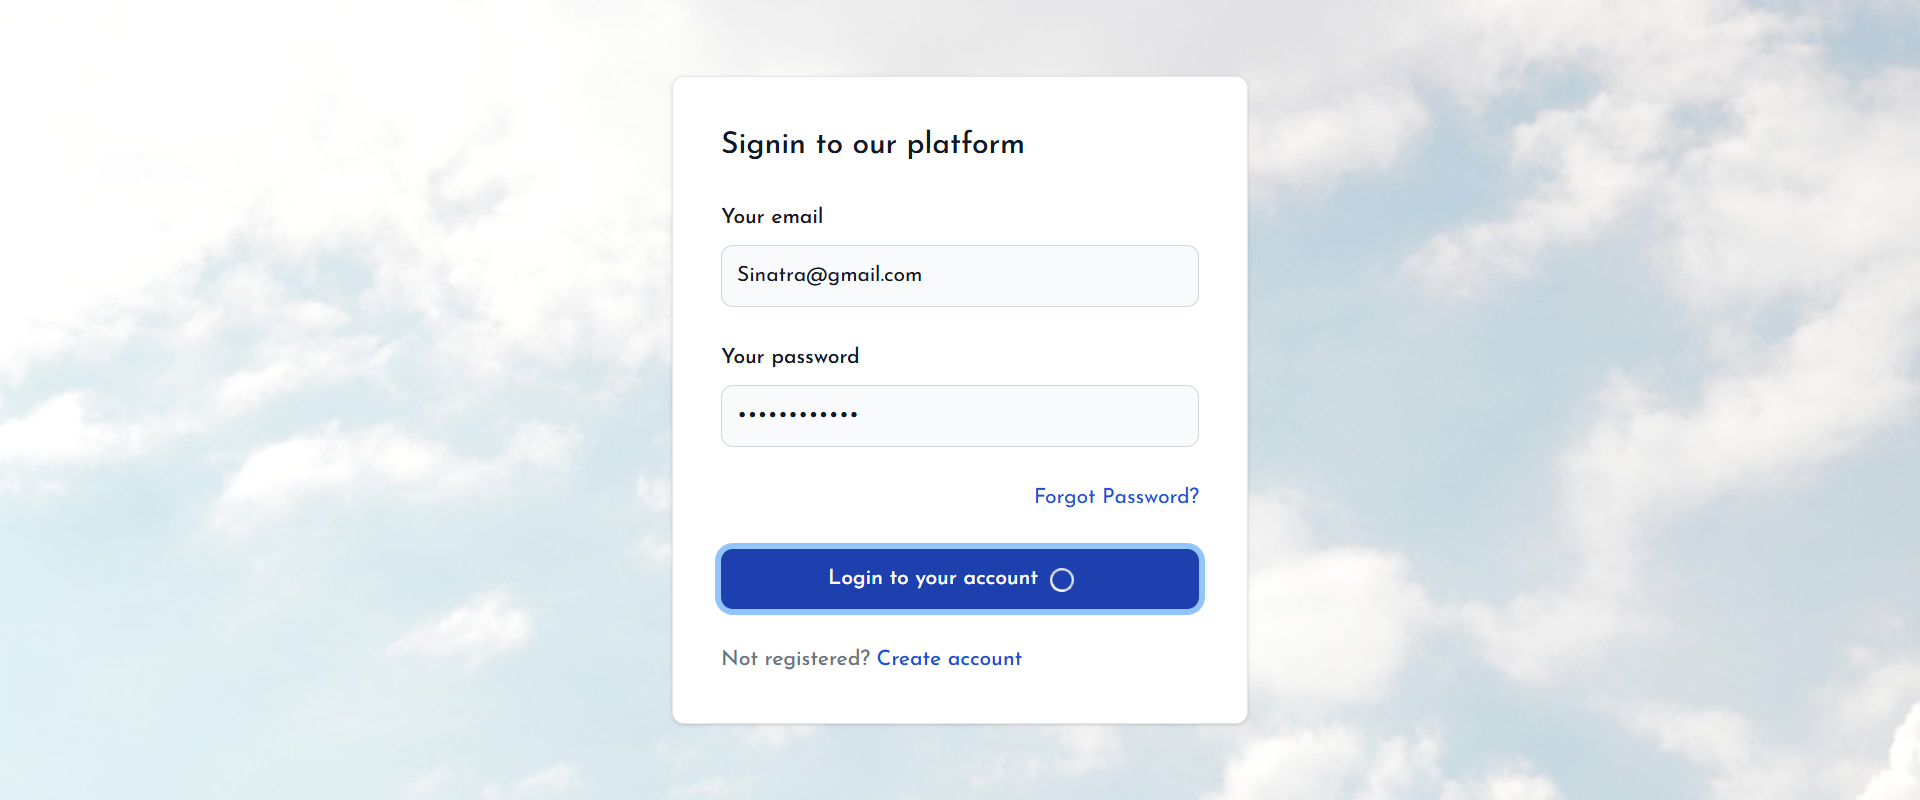 Signin to our platform
Your email
Sinatra@gmail.com
Your password
••••••••••••
Forgot Password?
Login to your account
Not registered? Create account